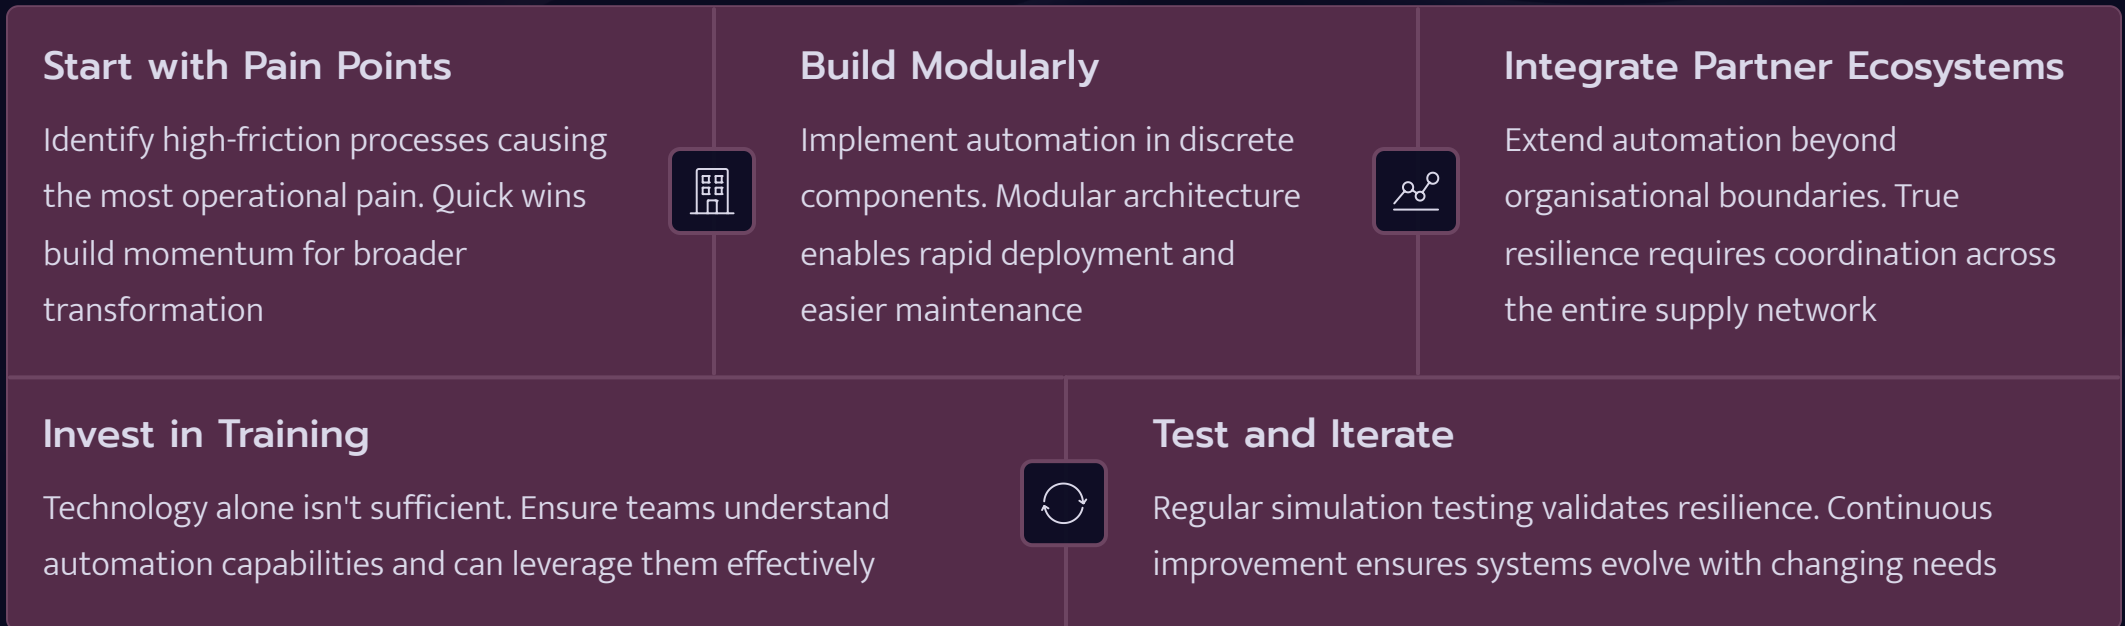 Start with Pain Points
Identify high-friction processes causing
the most operational pain. Quick wins
build momentum for broader
transformation
Build Modularly
Implement automation in discrete
components. Modular architecture
enables rapid deployment and
easier maintenance
Integrate Partner Ecosystems
Extend automation beyond
organisational boundaries. True
resilience requires coordination across
the entire supply network
Invest in Training
Technology alone isn't sufficient. Ensure teams understand
automation capabilities and can leverage them effectively
Test and Iterate
Regular simulation testing validates resilience. Continuous
improvement ensures systems evolve with changing needs